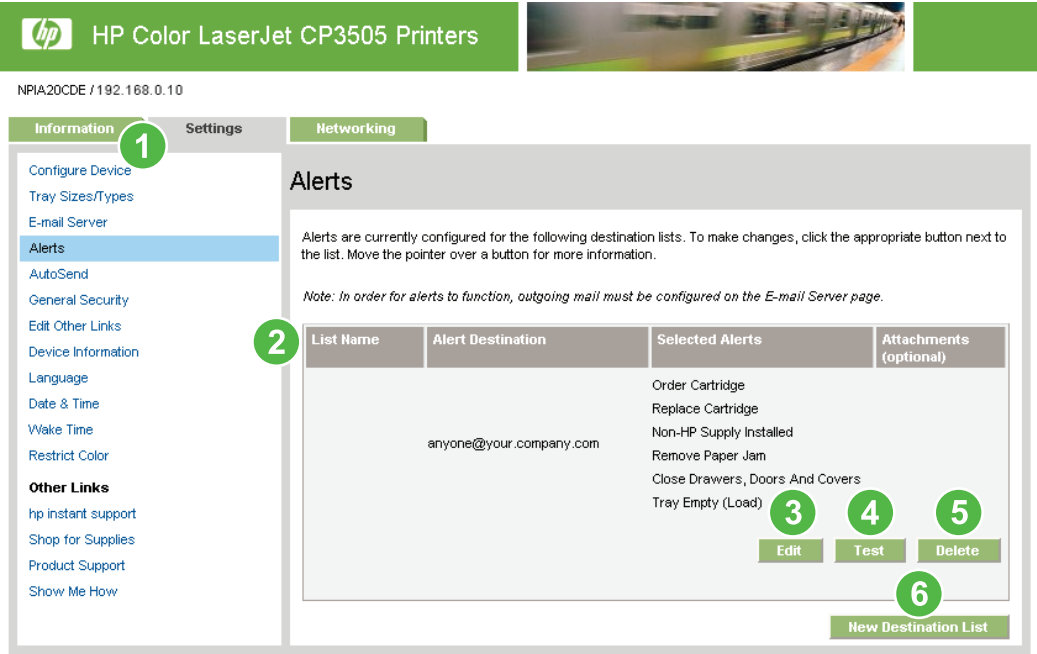 hp HP Color LaserJet CP3505 Printers
NPIA20CDE / 192.168.0.10
Information 1 Settings Networking
Configure Device
Tray Sizes/Types
E-mail Server
Alerts
AutoSend
General Security
Edit Other Links
Device Information
Language
Date & Time
Wake Time
Restrict Color
Other Links
hp instant support
Shop for Supplies
Product Support
Show Me How
Alerts
Alerts are currently configured for the following destination lists. To make changes, click the appropriate button next to
the list. Move the pointer over a button for more information.
Note: In order for alerts to function, outgoing mail must be configured on the E-mail Server page.
2 List Name Alert Destination Selected Alerts Attachments
(optional)
Order Cartridge
Replace Cartridge
Non-HP Supply Installed
anyone@your.company.com
Remove Paper Jam
Close Drawers, Doors And Covers
Tray Empty (Load)
3 4 5
Edit Test Delete
6
New Destination List